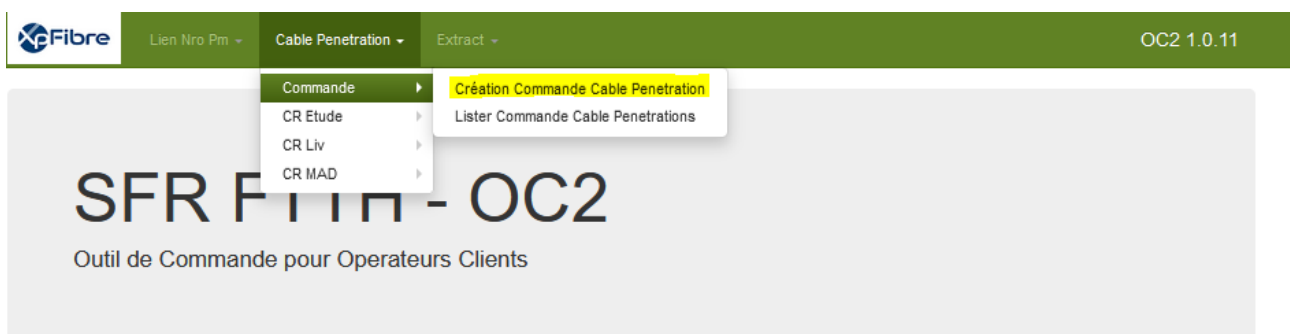 XpFibre Lien Nro Pm Cable Penetration Extract OC2 1.0.11
Commande Création Commande Cable Penetration
CR Etude Lister Commande Cable Penetrations
CR Liv
CR MAD
SFR FTTH - OC2
Outil de Commande pour Operateurs Clients